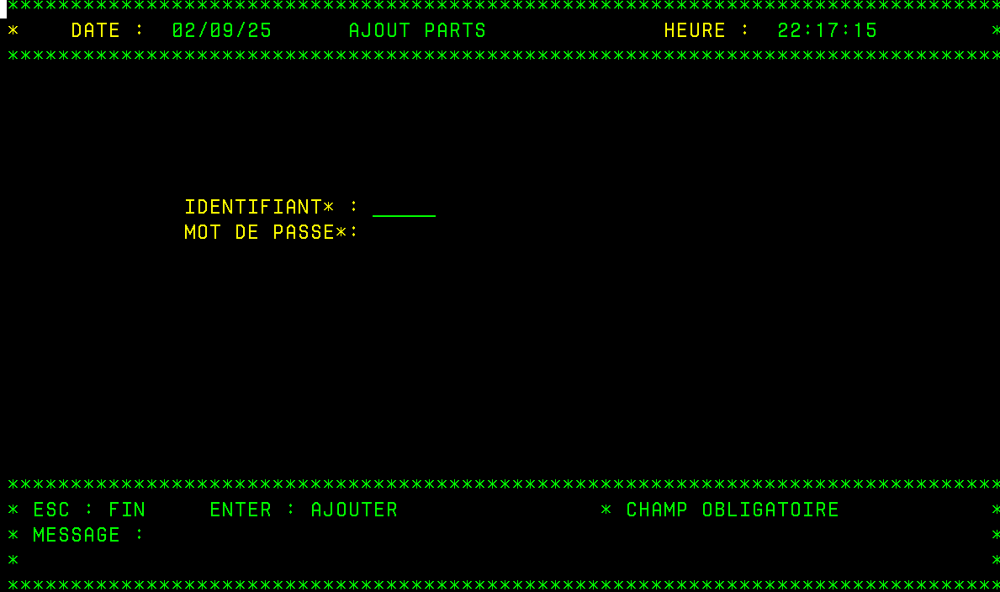 *******************************************************************************
*    DATE :  02/09/25      AJOUT PARTS              HEURE :  22:17:15         *
*******************************************************************************
IDENTIFIANT* : _____
MOT DE PASSE*:
*******************************************************************************
* ESC : FIN     ENTER : AJOUTER                * CHAMP OBLIGATOIRE            *
* MESSAGE :                                                                   *
*                                                                             *
*******************************************************************************